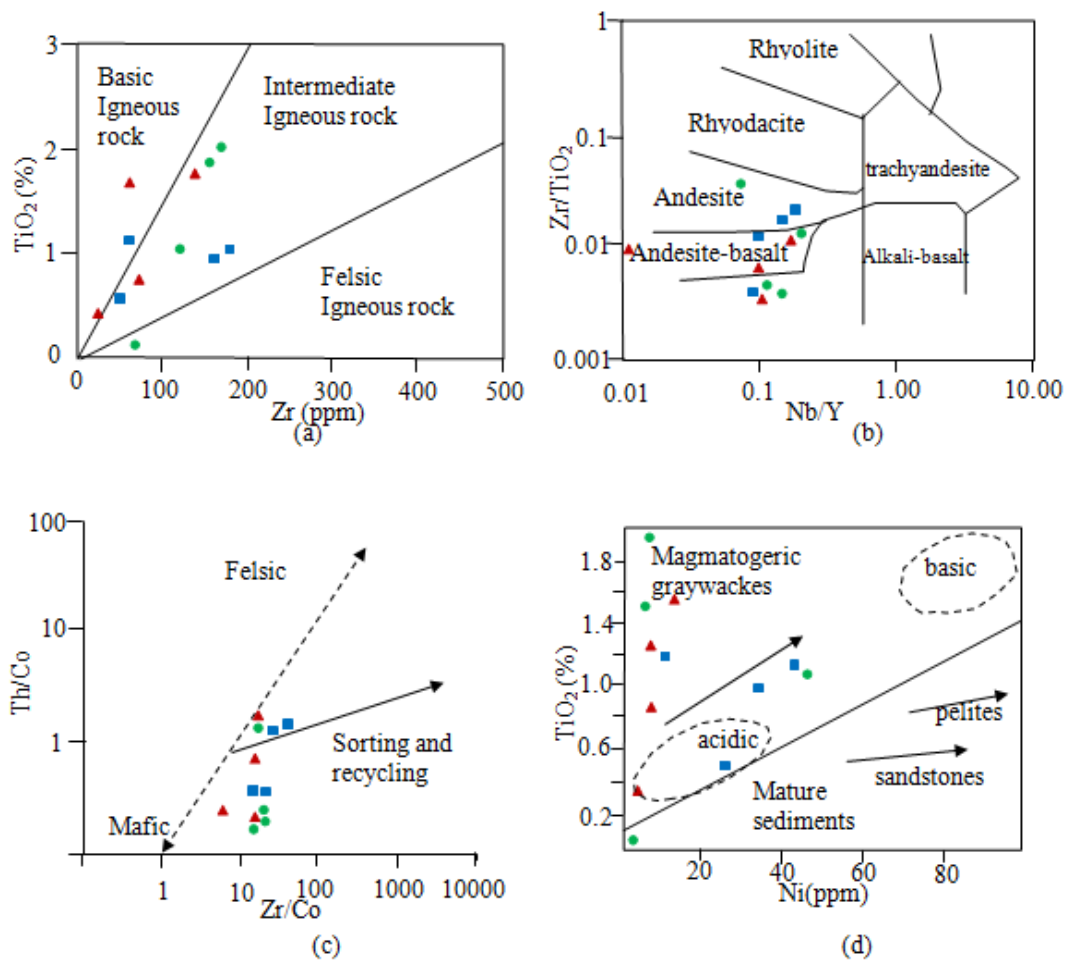 3
2
1
0
TiO2 (%)
Basic
Igneous
rock
Intermediate
Igneous rock
Felsic
Igneous rock
0
100
200
300
400
500
Zr (ppm)
(a)
1
0.1
0.01
0.001
Zr/TiO2
Rhyolite
Rhyodacite
trachyandesite
Andesite
Andesite-basalt
Alkali-basalt
0.01
0.1
1.00
10.00
Nb/Y
(b)
100
10
1
Th/Co
Felsic
Sorting and
recycling
Mafic
1
10
100
1000
10000
Zr/Co
(c)
1.8
1.4
1.0
0.6
0.2
TiO2 (%)
Magmatogeric
graywackes
basic
pelites
acidic
sandstones
Mature
sediments
20
40
60
80
Ni(ppm)
(d)